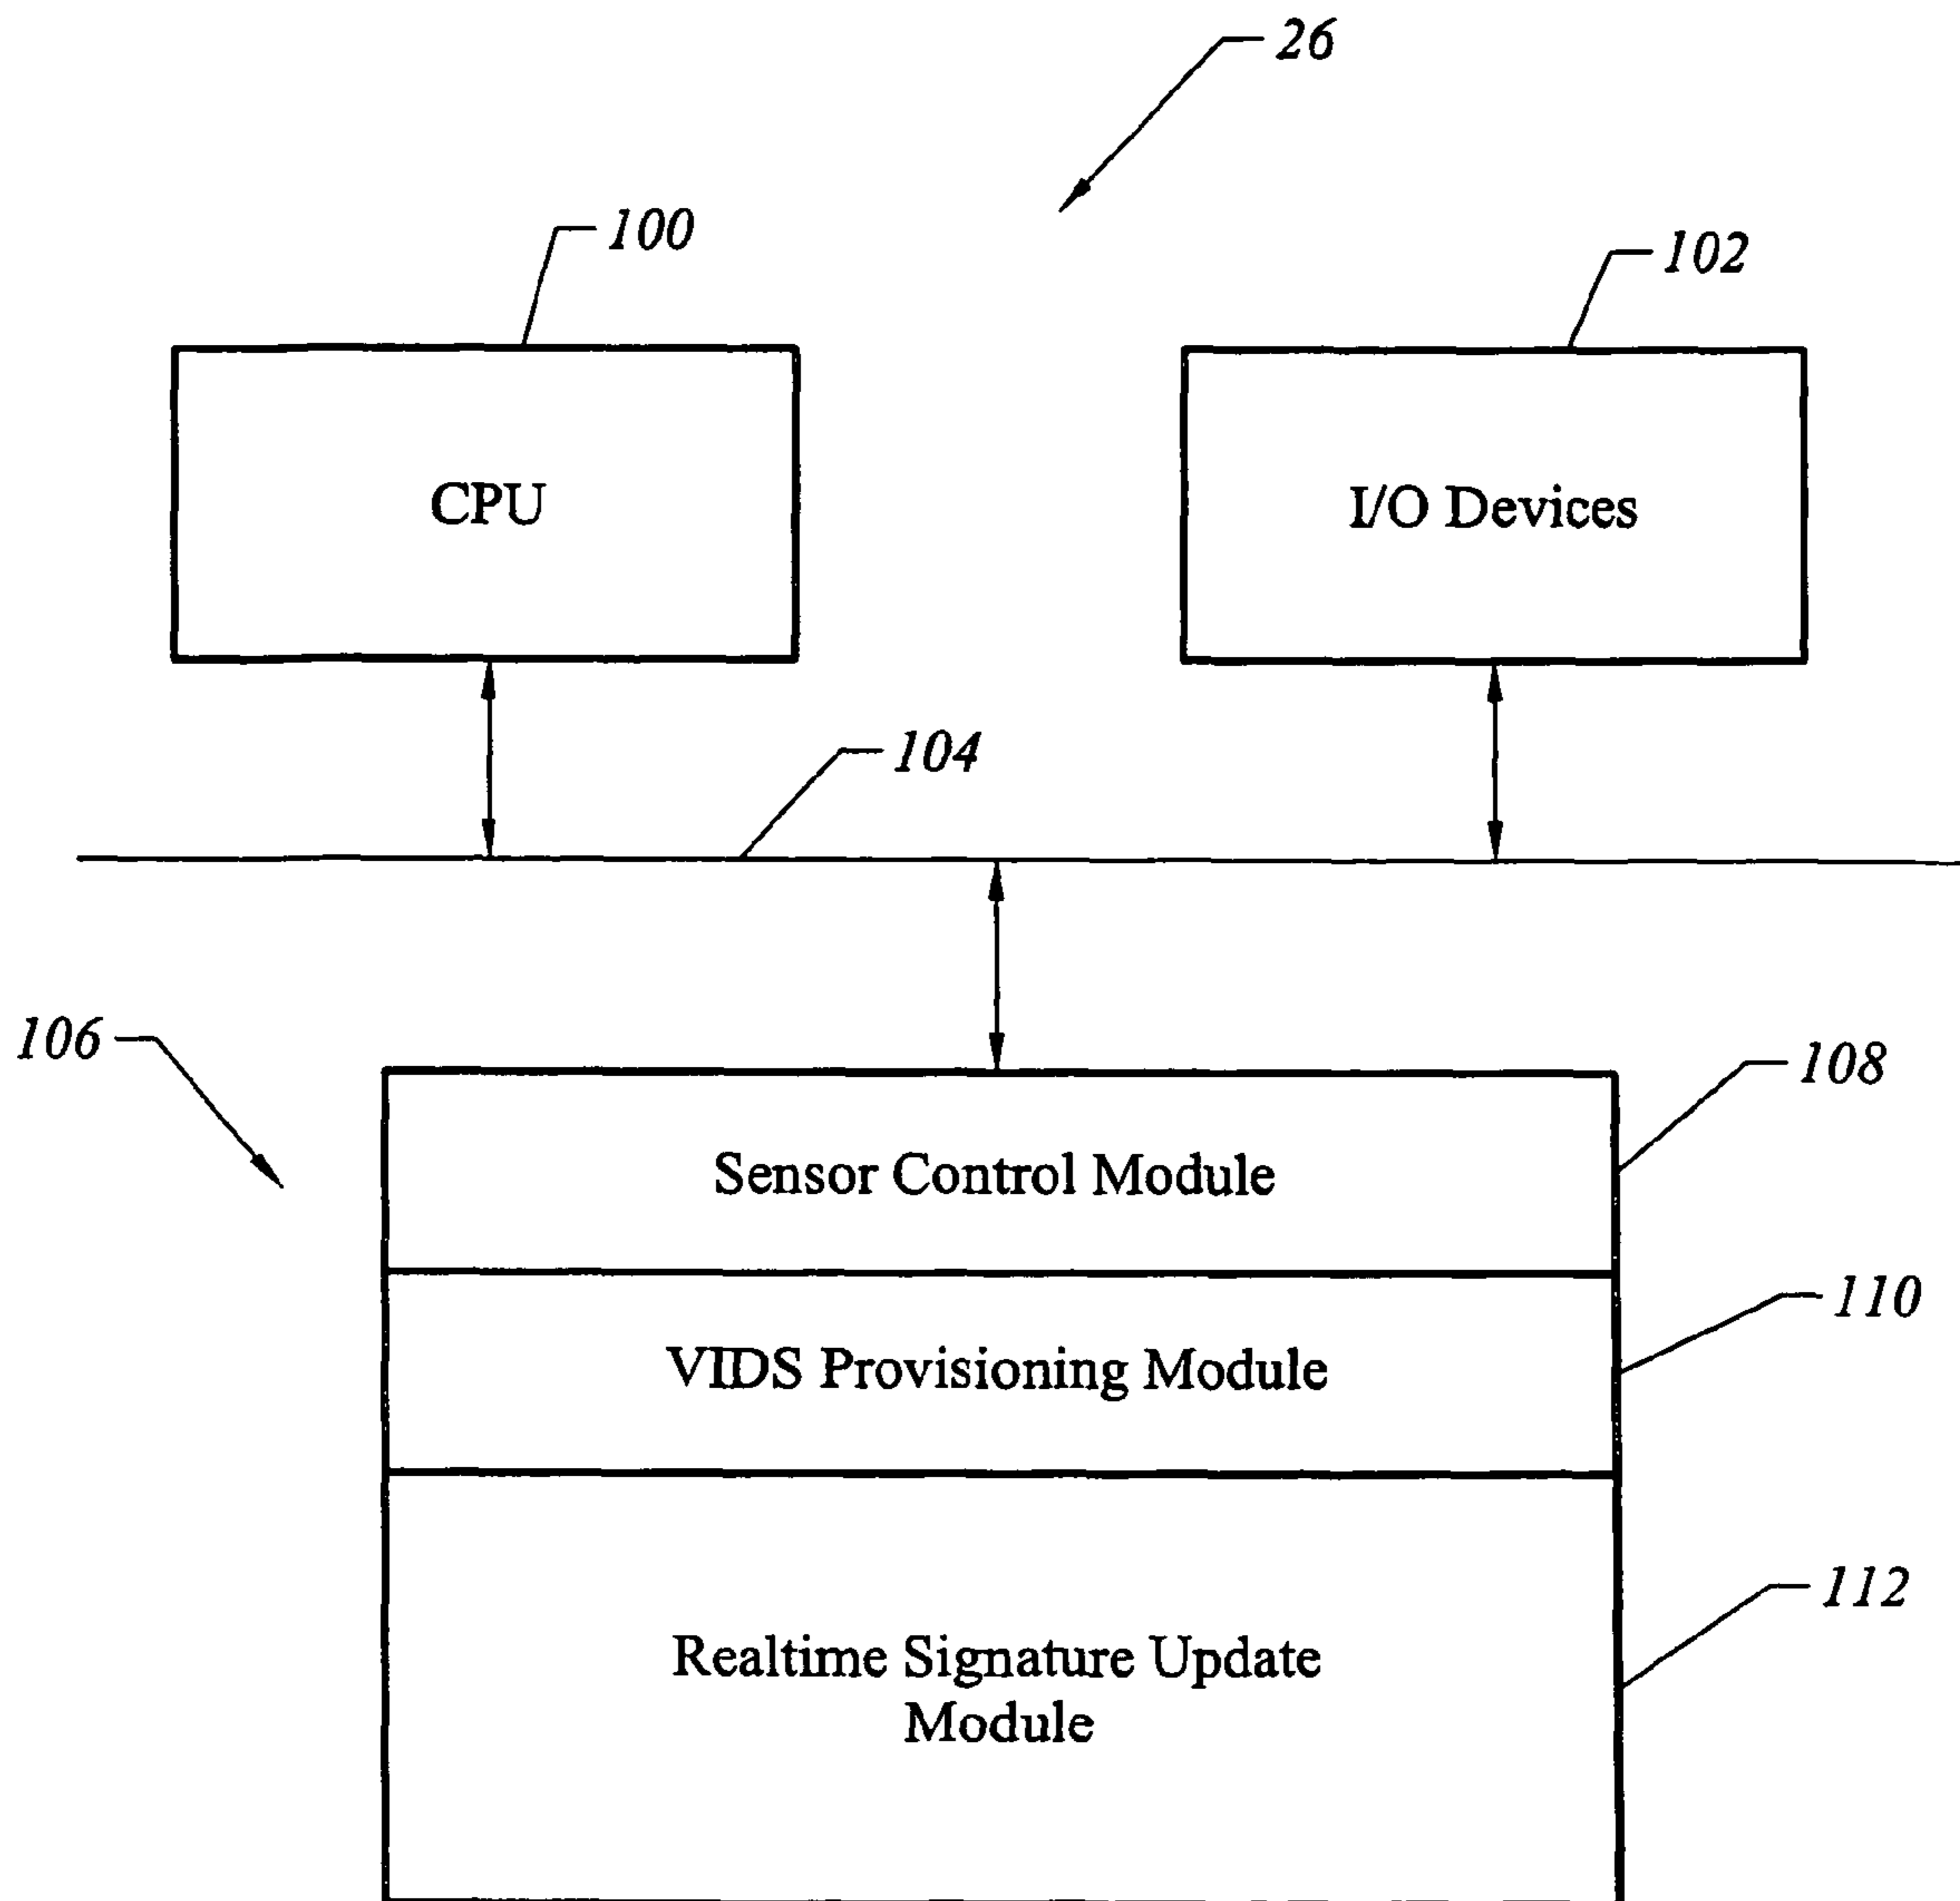 26
100
102
CPU
I/O Devices
104
106
108
Sensor Control Module
110
VIDS Provisioning Module
112
Realtime Signature Update
Module